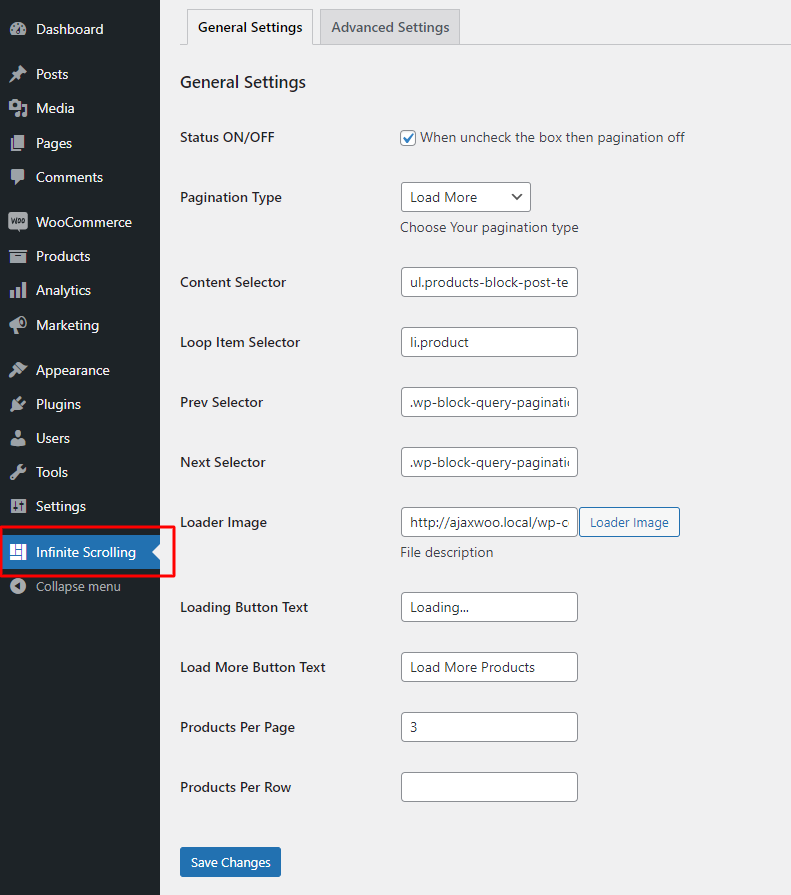 Dashboard
Posts
Media
Pages
Comments
WOO
WooCommerce
Products
Analytics
Marketing
Appearance
Plugins
Users
Tools
Settings
Infinite Scrolling
Collapse menu
General Settings
Advanced Settings
General Settings
Status ON/OFF
When uncheck the box then pagination off
Pagination Type
Load More
Choose Your pagination type
Content Selector
ul.products-block-post-te
Loop Item Selector
li.product
Prev Selector
.wp-block-query-paginatio
Next Selector
.wp-block-query-paginatio
Loader Image
http://ajaxwoo.local/wp-c
Loader Image
File description
Loading Button Text
Loading...
Load More Button Text
Load More Products
Products Per Page
3
Products Per Row
Save Changes